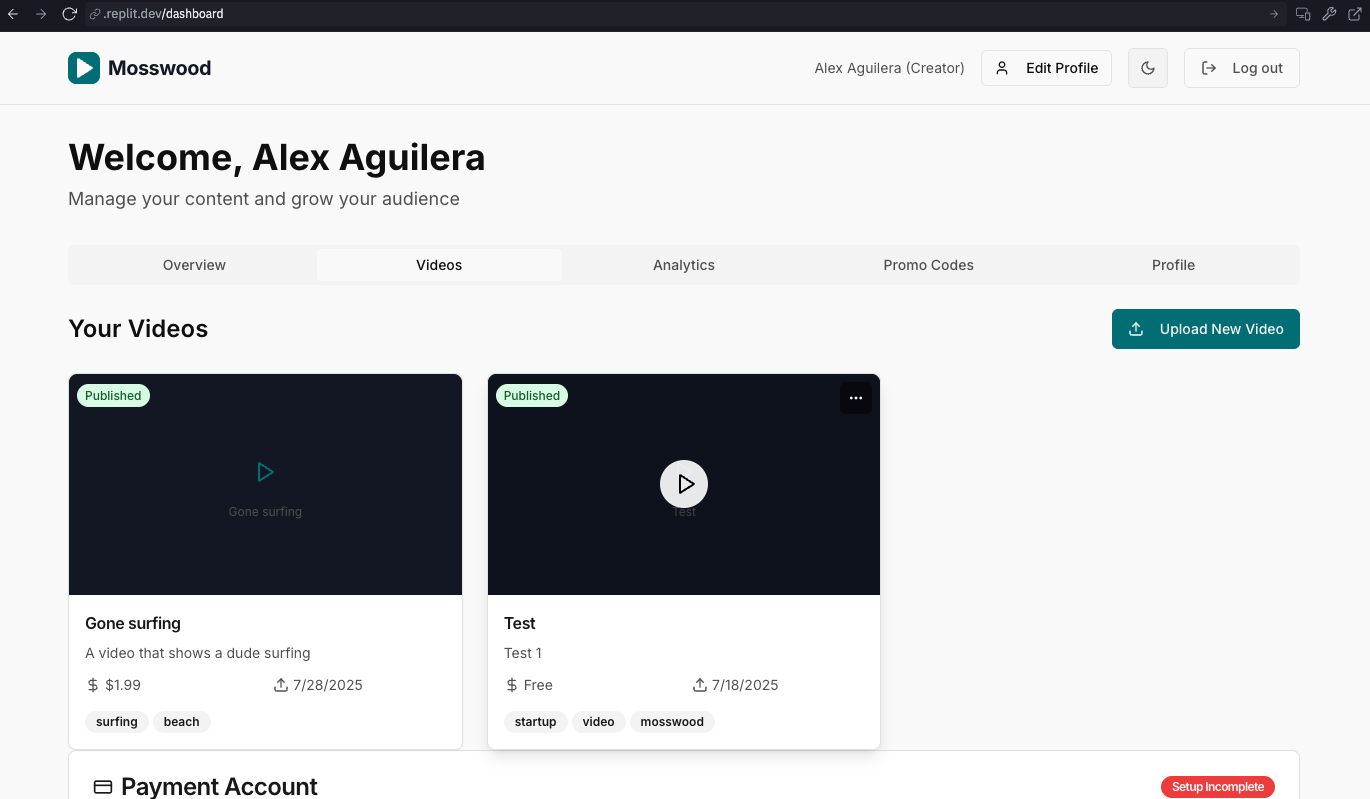 .replit.dev/dashboard
Mosswood
Alex Aguilera (Creator)
Edit Profile
Log out
Welcome, Alex Aguilera
Manage your content and grow your audience
Overview
Videos
Analytics
Promo Codes
Profile
Your Videos
Upload New Video
Published
Gone surfing
Gone surfing
A video that shows a dude surfing
$1.99
7/28/2025
surfing
beach
Published
Test
Test
Test 1
Free
7/18/2025
startup
video
mosswood
Payment Account
Setup Incomplete